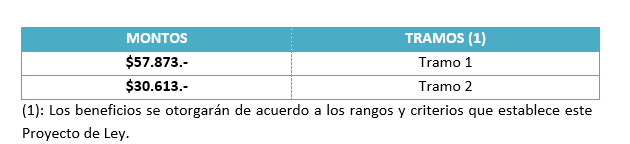 MONTOS TRAMOS (1)
$57.873.- Tramo 1
$30.613.- Tramo 2
(1): Los beneficios se otorgarán de acuerdo a los rangos y criterios que establece este
Proyecto de Ley.